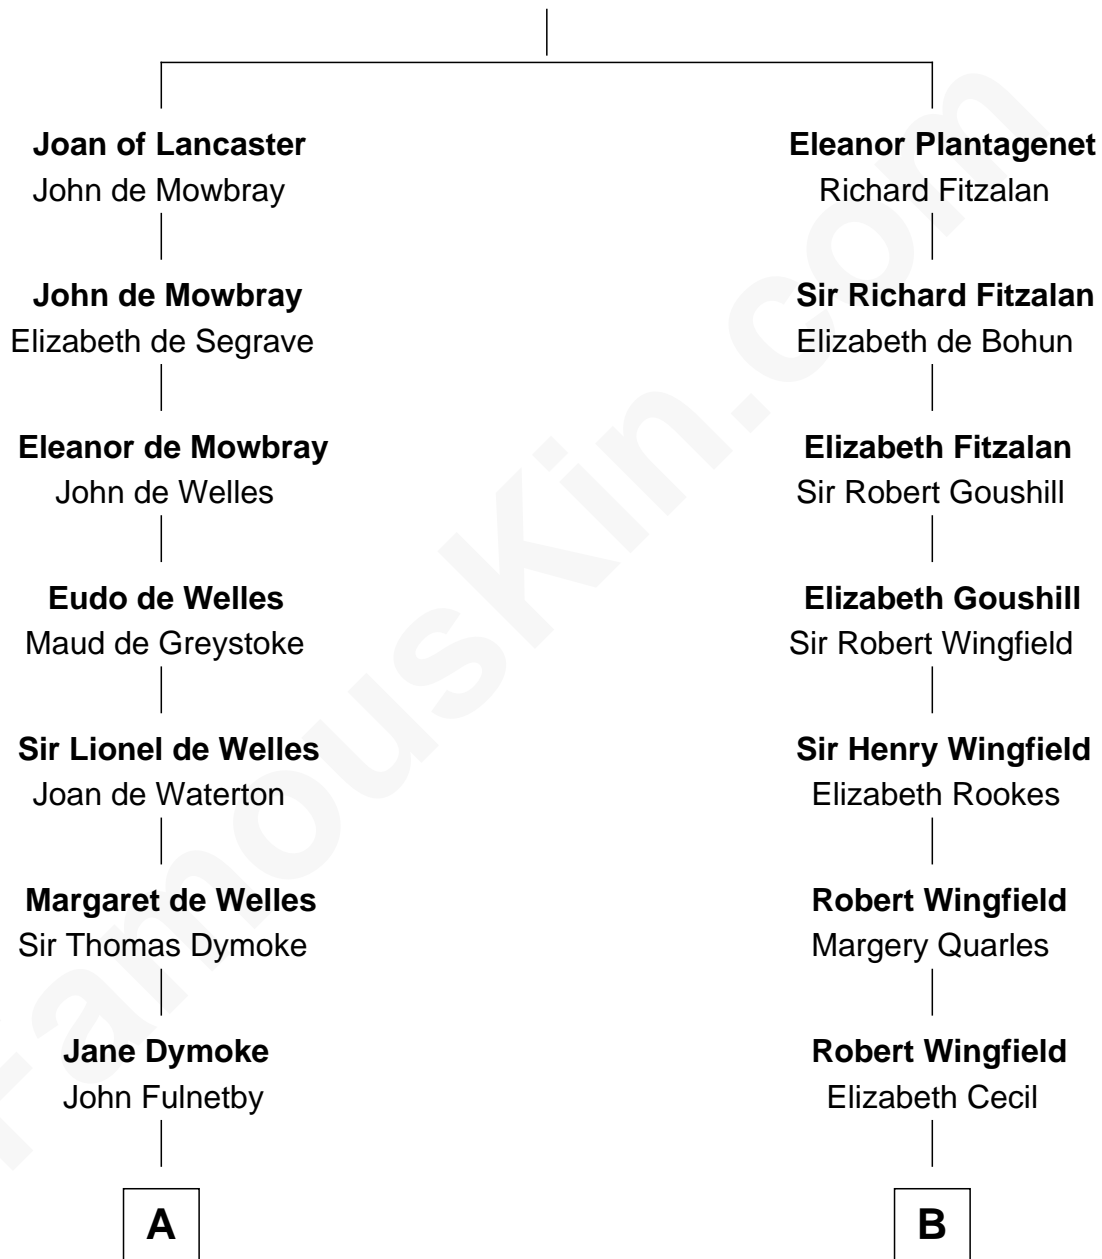 Joan of Lancaster
John de Mowbray
John de Mowbray
Elizabeth de Segrave
Eleanor de Mowbray
John de Welles
Eudo de Welles
Maud de Greystoke
Sir Lionel de Welles
Joan de Waterton
Margaret de Welles
Sir Thomas Dymoke
Jane Dymoke
John Fulnetby
A
Eleanor Plantagenet
Richard Fitzalan
Sir Richard Fitzalan
Elizabeth de Bohun
Elizabeth Fitzalan
Sir Robert Goushill
Elizabeth Goushill
Sir Robert Wingfield
Sir Henry Wingfield
Elizabeth Rookes
Robert Wingfield
Margery Quarles
Robert Wingfield
Elizabeth Cecil
B
FamousKin.com